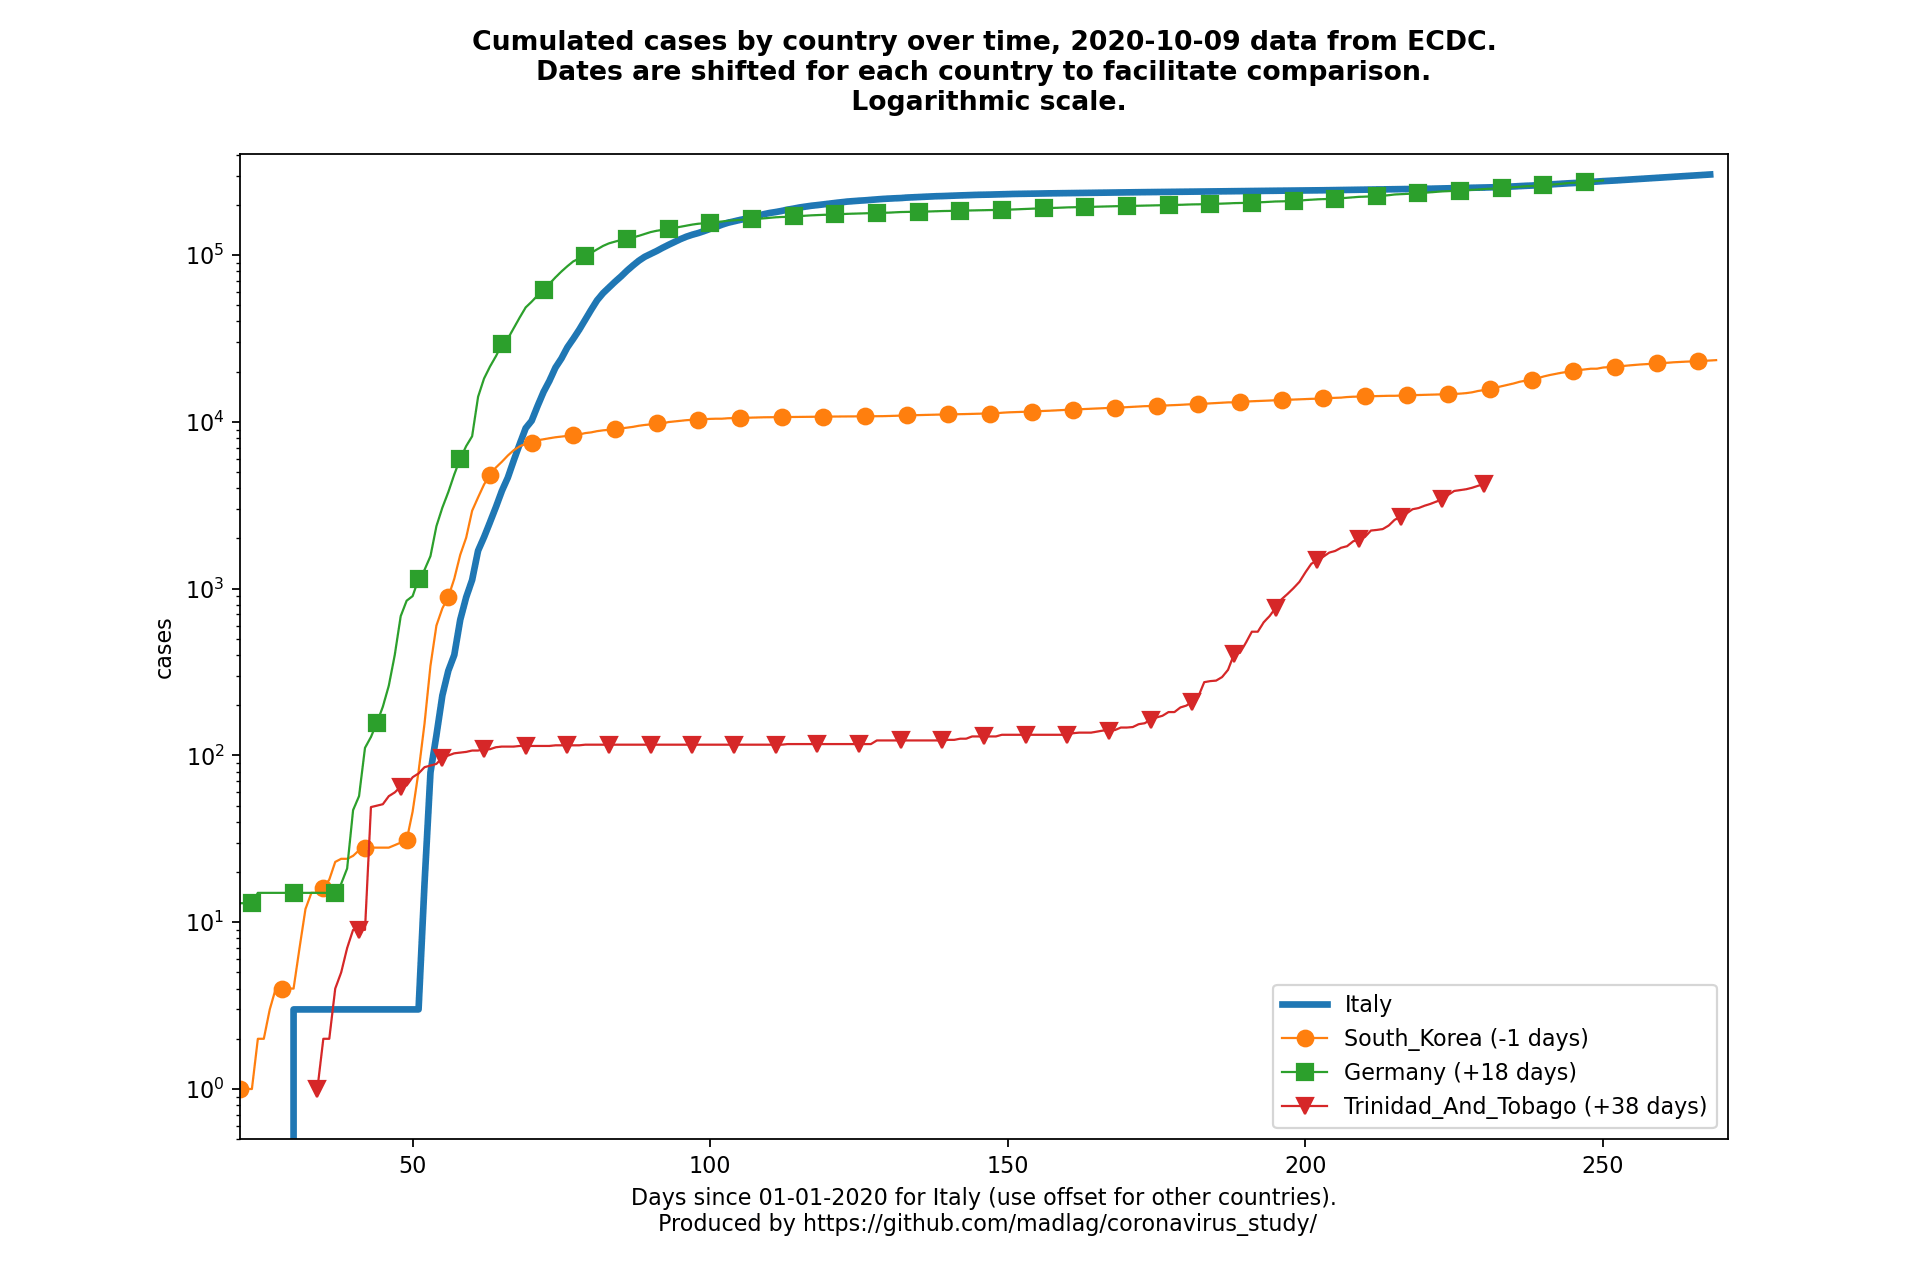 Cumulated cases by country over time, 2020-10-09 data from ECDC.
Dates are shifted for each country to facilitate comparison.
Logarithmic scale.
10^5
10^4
10^3
10^2
10^1
10^0
cases
Italy
South_Korea (-1 days)
Germany (+18 days)
Trinidad_And_Tobago (+38 days)
50 100 150 200 250
Days since 01-01-2020 for Italy (use offset for other countries).
Produced by https://github.com/madlag/coronavirus_study/